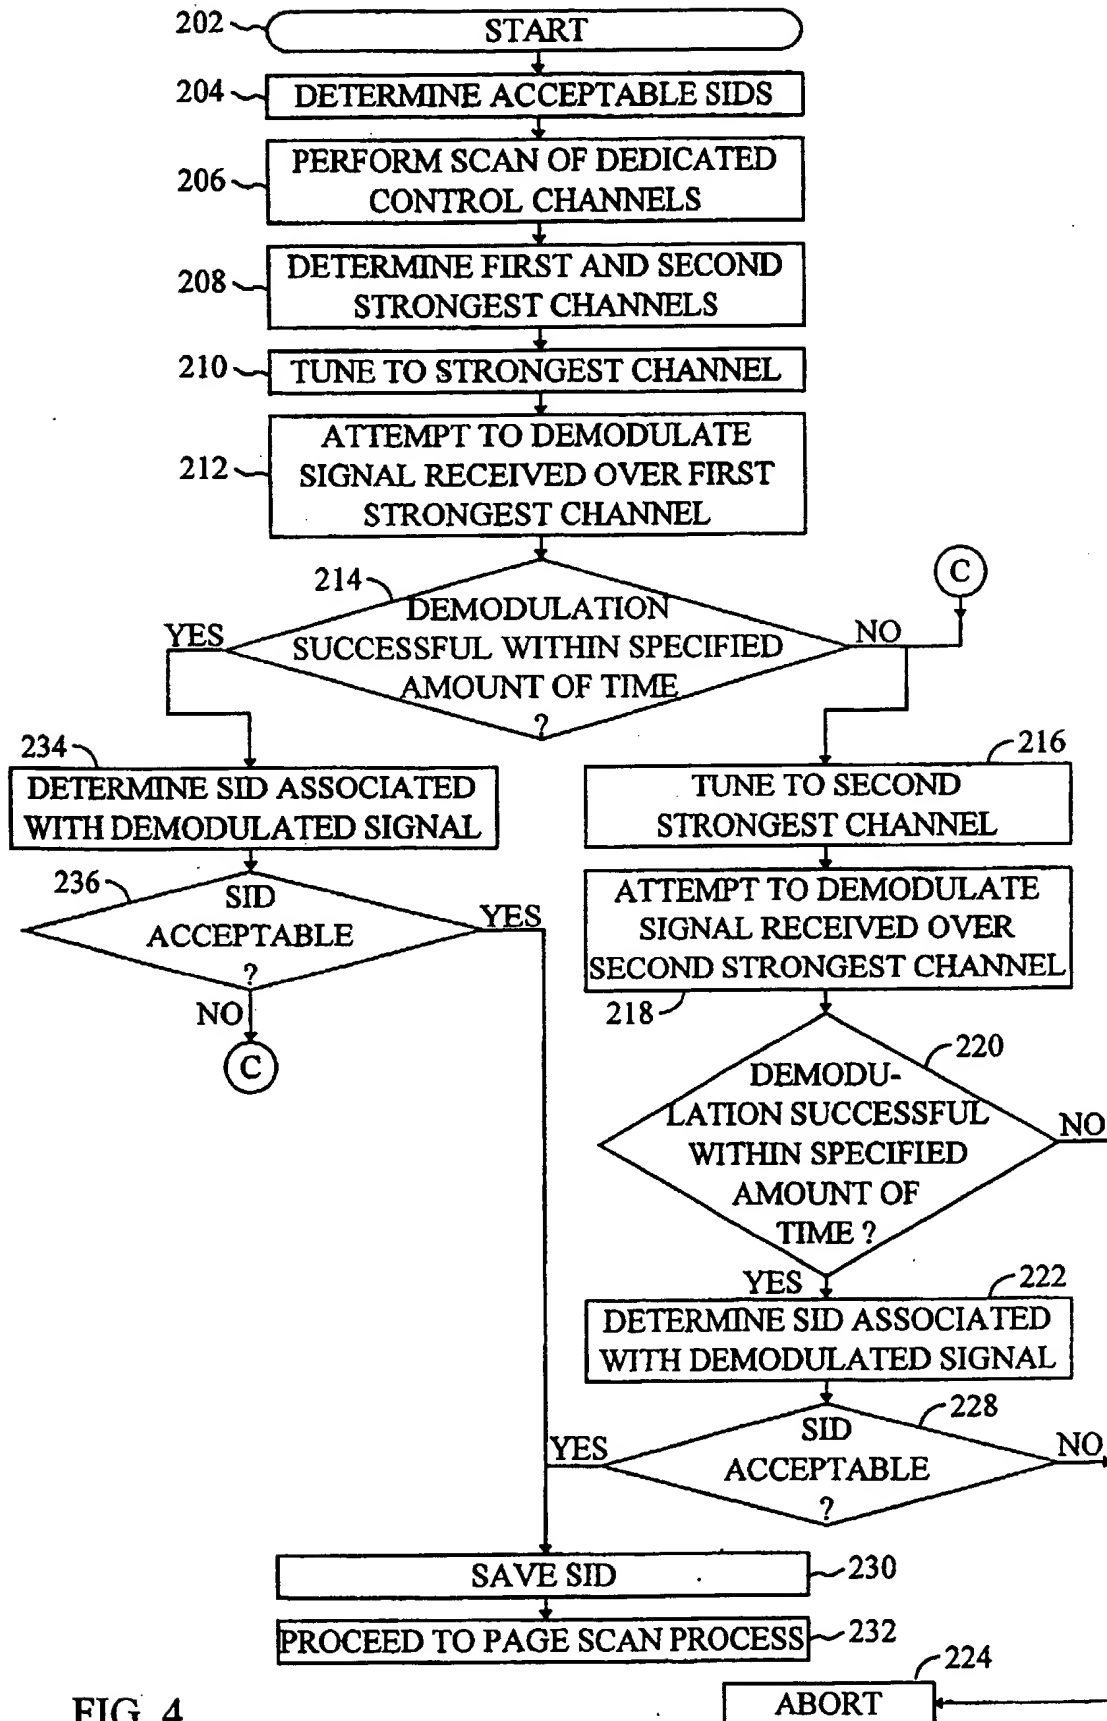 202
START
204
DETERMINE ACCEPTABLE SIDS
206
PERFORM SCAN OF DEDICATED
CONTROL CHANNELS
208
DETERMINE FIRST AND SECOND
STRONGEST CHANNELS
210
TUNE TO STRONGEST CHANNEL
212
ATTEMPT TO DEMODULATE
SIGNAL RECEIVED OVER FIRST
STRONGEST CHANNEL
C
214
DEMODULATION
SUCCESSFUL WITHIN SPECIFIED
AMOUNT OF TIME
?
YES
NO
234
DETERMINE SID ASSOCIATED
WITH DEMODULATED SIGNAL
236
SID
ACCEPTABLE
?
YES
NO
C
216
TUNE TO SECOND
STRONGEST CHANNEL
ATTEMPT TO DEMODULATE
SIGNAL RECEIVED OVER
SECOND STRONGEST CHANNEL
218
220
DEMODU-
LATION SUCCESSFUL
WITHIN SPECIFIED
AMOUNT OF
TIME ?
NO
YES
222
DETERMINE SID ASSOCIATED
WITH DEMODULATED SIGNAL
228
SID
ACCEPTABLE
?
YES
NO
SAVE SID
230
PROCEED TO PAGE SCAN PROCESS
232
224
ABORT
FIG. 4